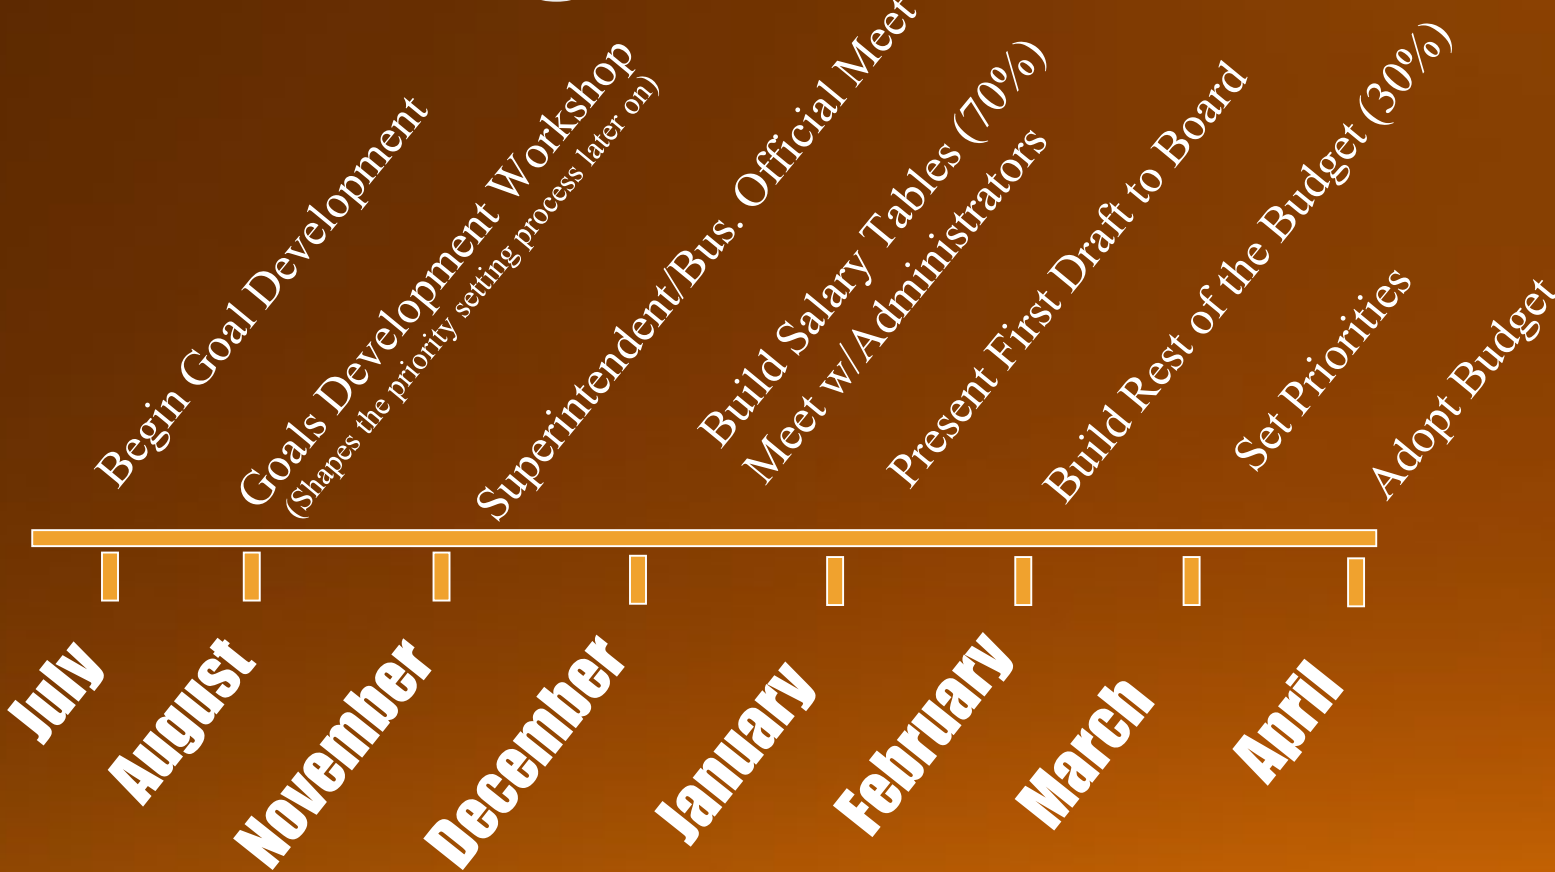 Begin Goal Development
Goals Development Workshop
(Shapes the priority setting process later on)
Superintendent/Bus. Official Meet
Build Salary Tables (70%)
Meet w/Administrators
Present First Draft to Board
Build Rest of the Budget (30%)
Set Priorities
Adopt Budget
July
August
November
December
January
February
March
April